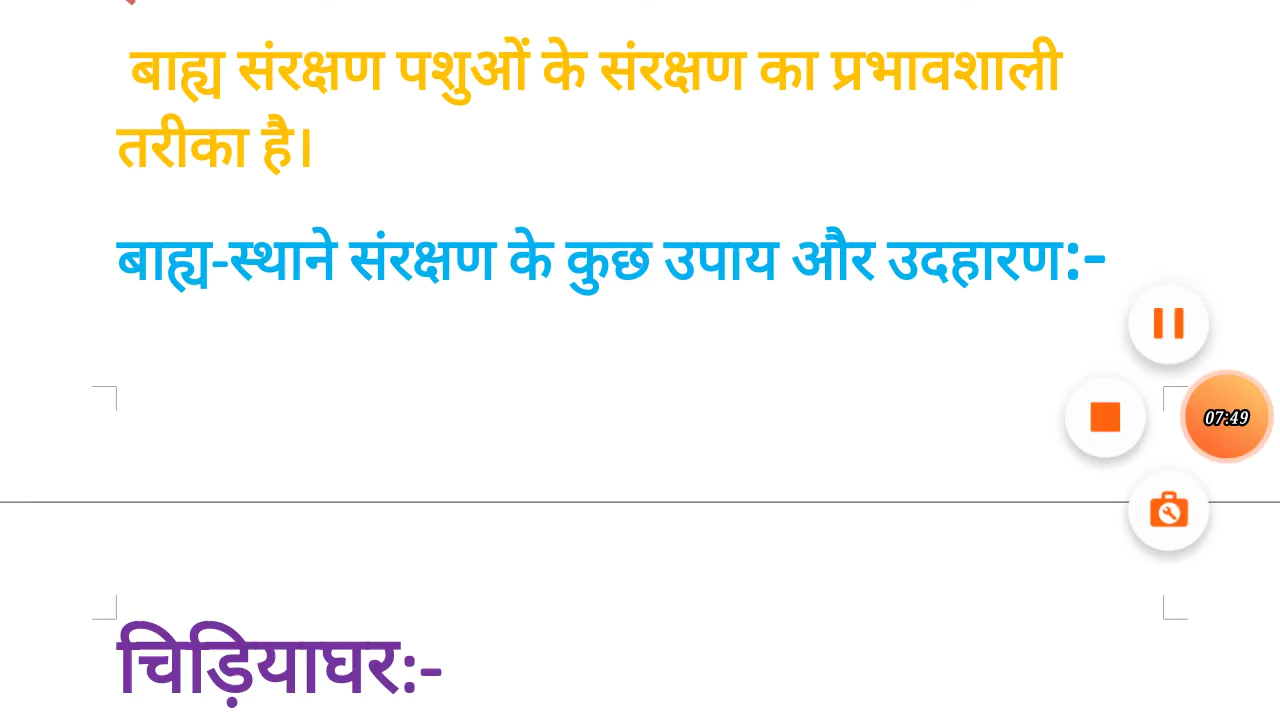 बाह्य संरक्षण पशुओं के संरक्षण का प्रभावशाली
तरीका है।
बाह्य-स्थाने संरक्षण के कुछ उपाय और उदहारण:-
07:49
चिड़ियाघर:-